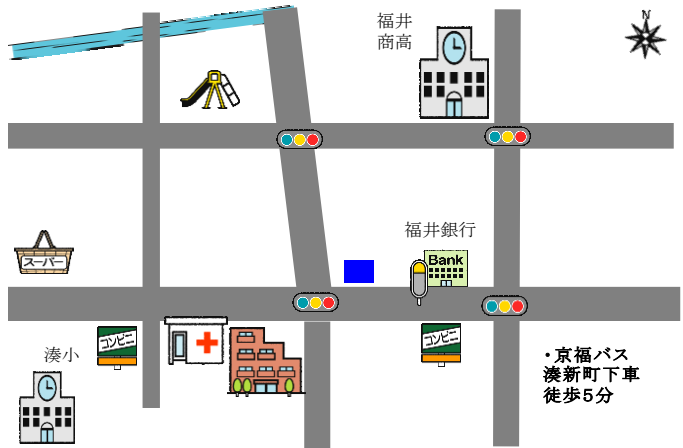 福井
商高
N
福井銀行
Bank
スーパー
コンビニ
コンビニ
湊小
・京福バス
湊新町下車
徒歩5分